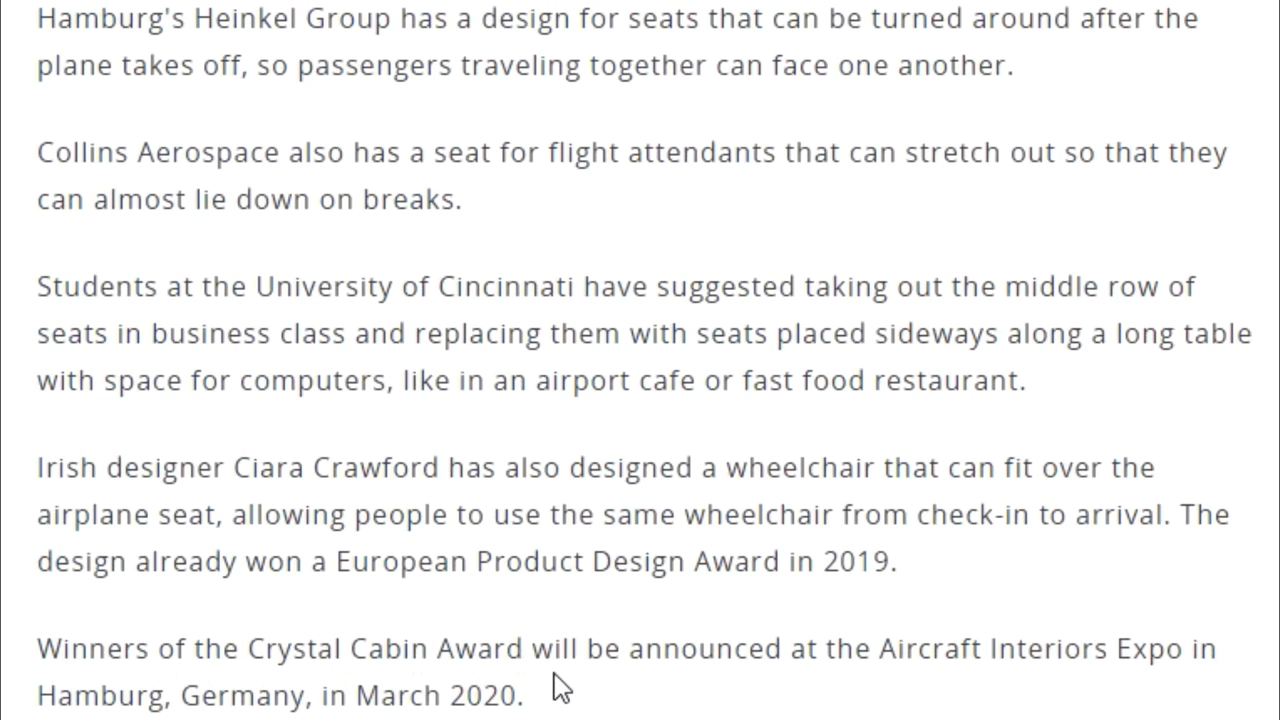 Hamburg's Heinkel Group has a design for seats that can be turned around after the
plane takes off, so passengers traveling together can face one another.
Collins Aerospace also has a seat for flight attendants that can stretch out so that they
can almost lie down on breaks.
Students at the University of Cincinnati have suggested taking out the middle row of
seats in business class and replacing them with seats placed sideways along a long table
with space for computers, like in an airport cafe or fast food restaurant.
Irish designer Ciara Crawford has also designed a wheelchair that can fit over the
airplane seat, allowing people to use the same wheelchair from check-in to arrival. The
design already won a European Product Design Award in 2019.
Winners of the Crystal Cabin Award will be announced at the Aircraft Interiors Expo in
Hamburg, Germany, in March 2020.